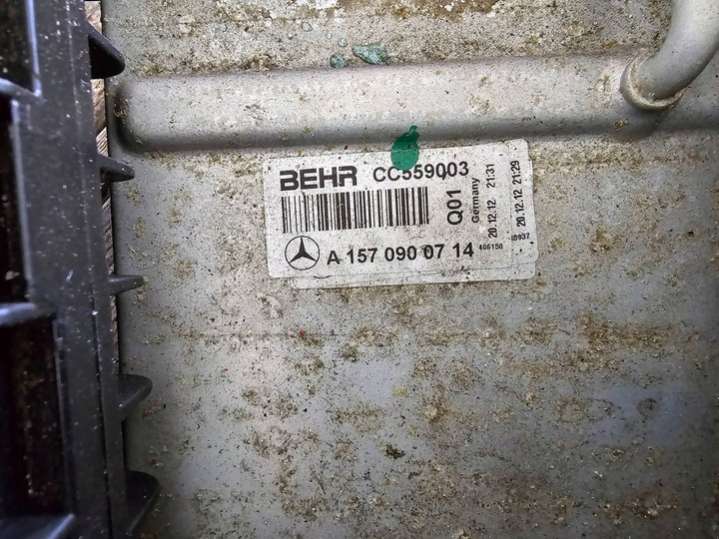 BEHR CC559003
Q01
Germany
20.12.12 21:31
20.12.12 21:29
A 157 090 07 14